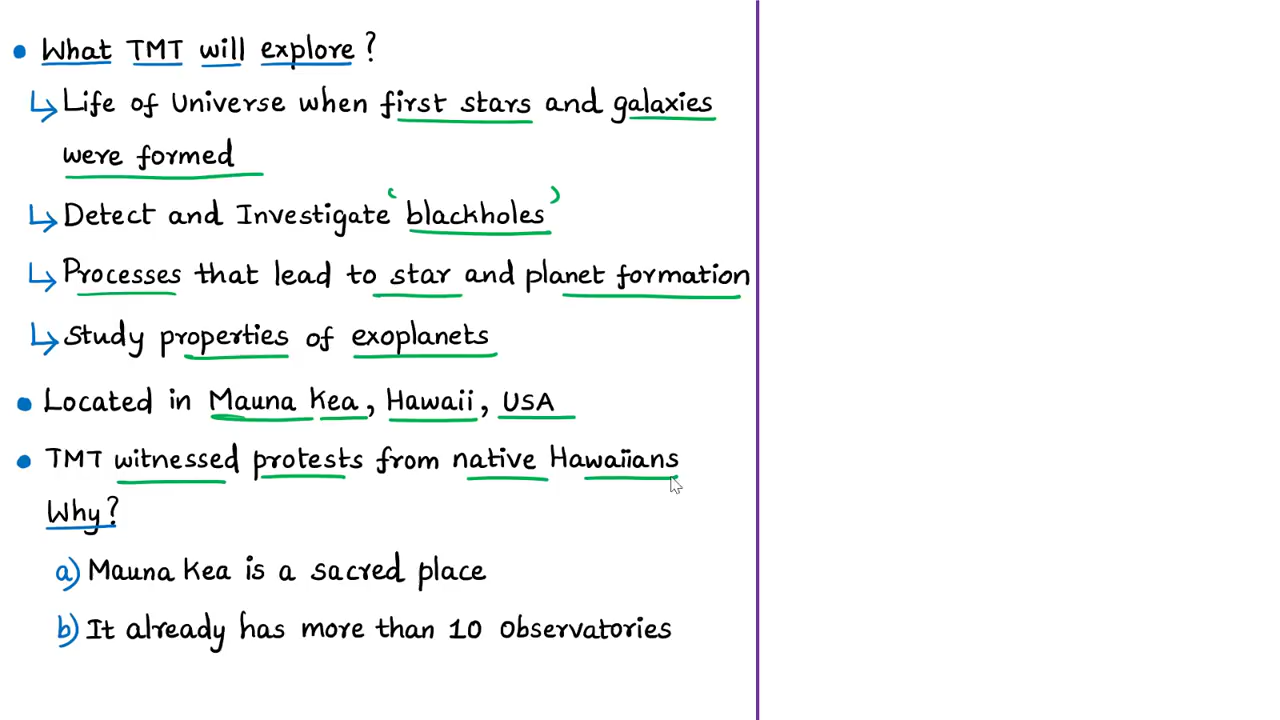 • What TMT will explore?
↳ Life of Universe when first stars and galaxies
were formed
↳ Detect and Investigate ‘blackholes’
↳ Processes that lead to star and planet formation
↳ Study properties of exoplanets
• Located in Mauna Kea, Hawaii, USA
• TMT witnessed protests from native Hawaiians
Why?
a) Mauna Kea is a sacred place
b) It already has more than 10 observatories